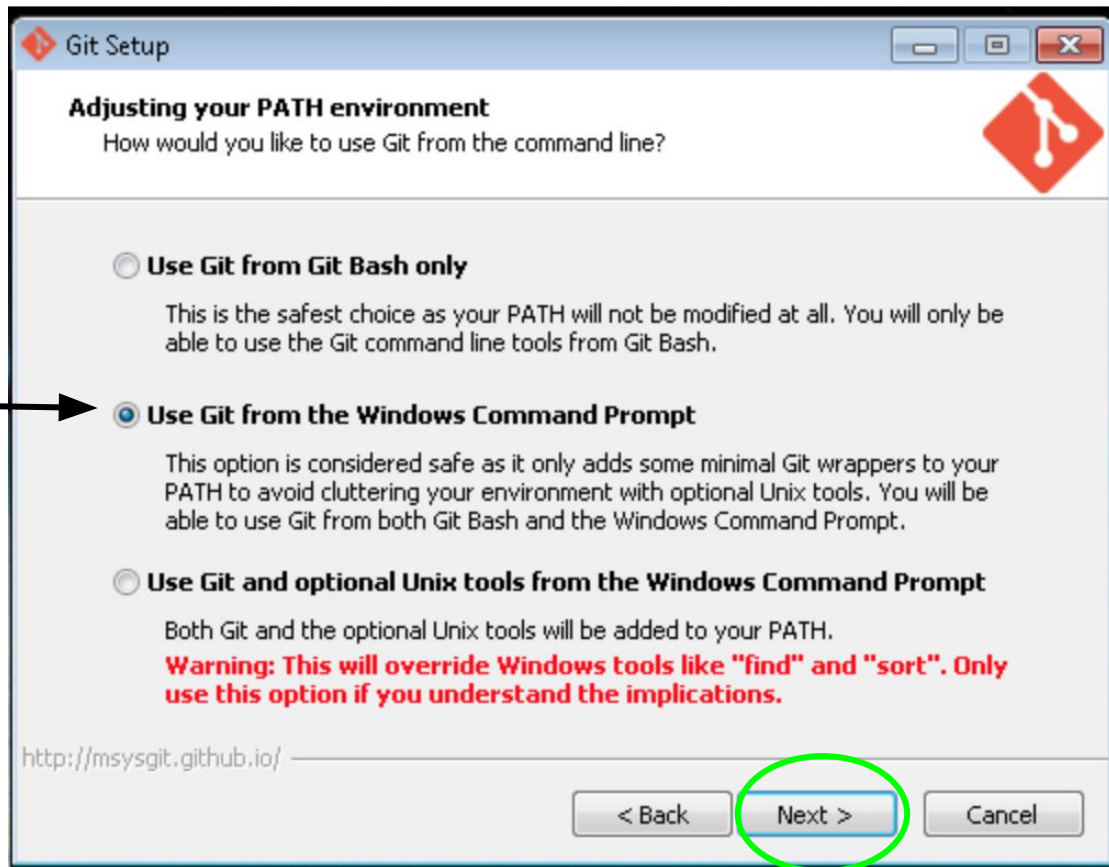 Git Setup
Adjusting your PATH environment
How would you like to use Git from the command line?
Use Git from Git Bash only
This is the safest choice as your PATH will not be modified at all. You will only be
able to use the Git command line tools from Git Bash.
Use Git from the Windows Command Prompt
This option is considered safe as it only adds some minimal Git wrappers to your
PATH to avoid cluttering your environment with optional Unix tools. You will be
able to use Git from both Git Bash and the Windows Command Prompt.
Use Git and optional Unix tools from the Windows Command Prompt
Both Git and the optional Unix tools will be added to your PATH.
Warning: This will override Windows tools like "find" and "sort". Only
use this option if you understand the implications.
http://msysgit.github.io/
< Back Next > Cancel